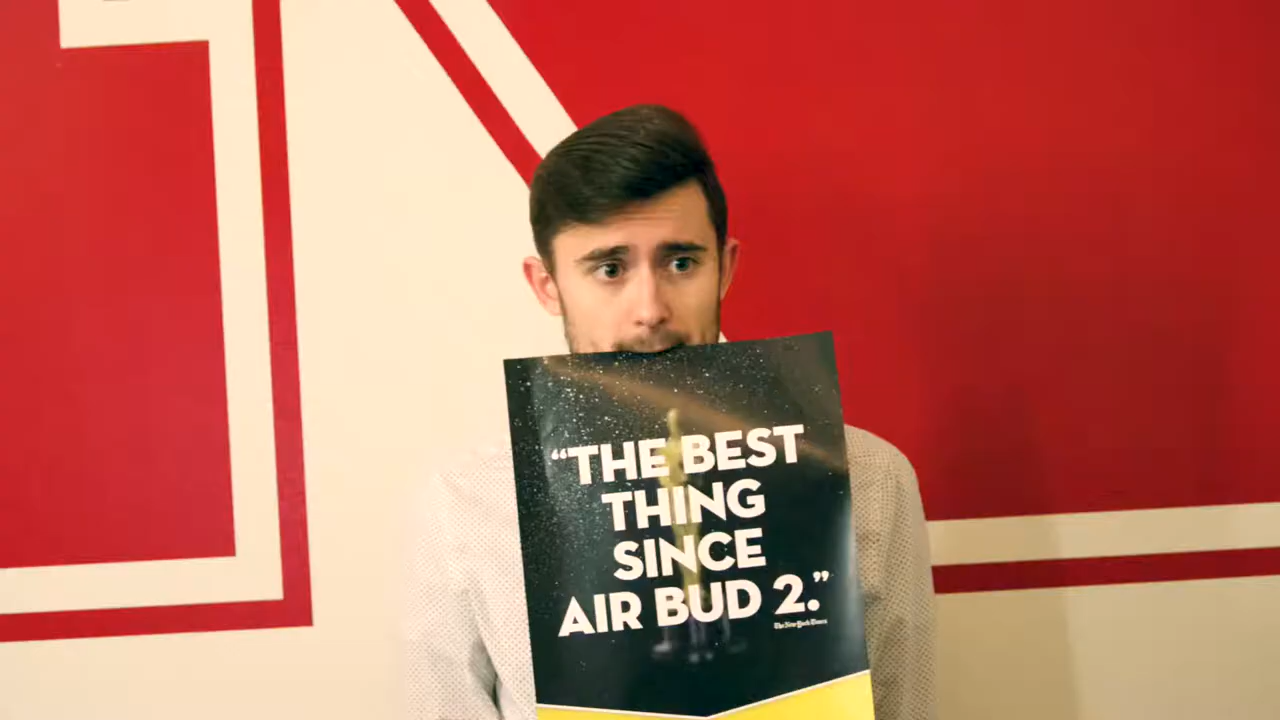 “THE BEST
THING
SINCE
AIR BUD 2.”
The New York Times